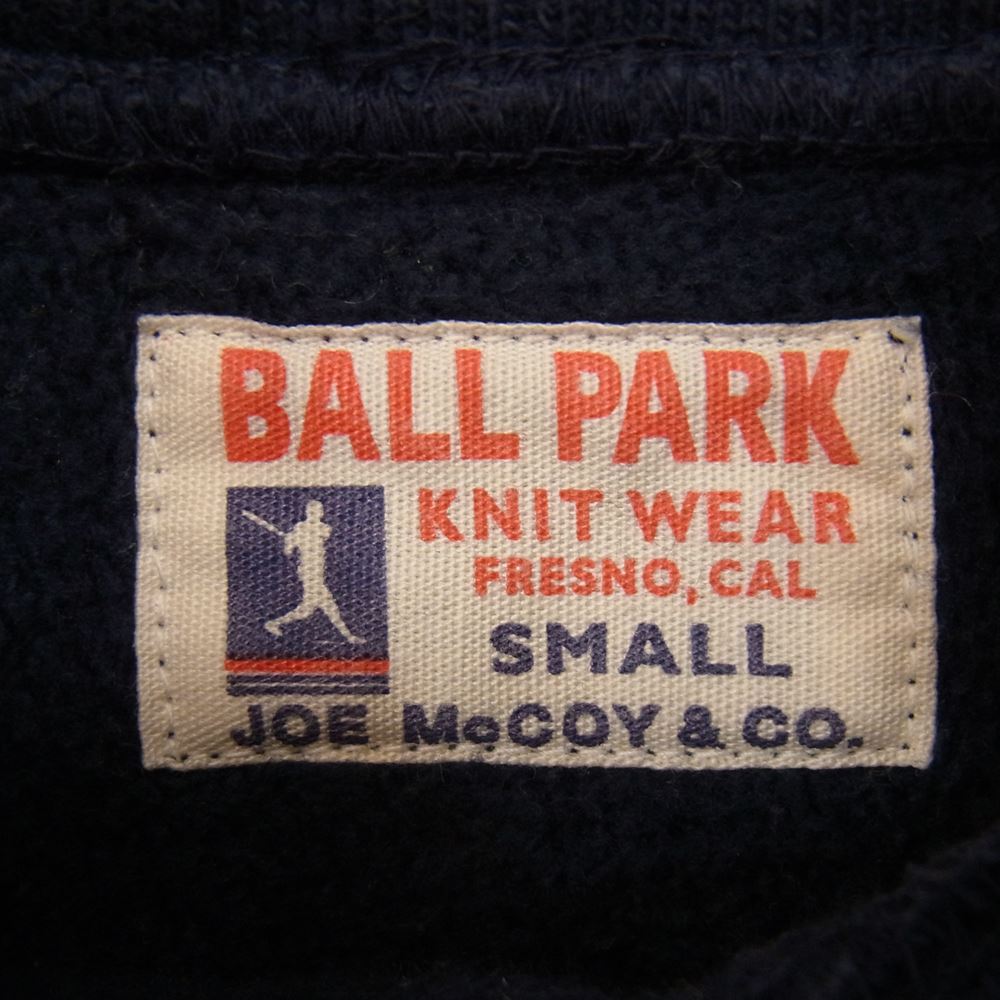 BALL PARK
KNIT WEAR
FRESNO, CAL
SMALL
JOE McCOY & CO.